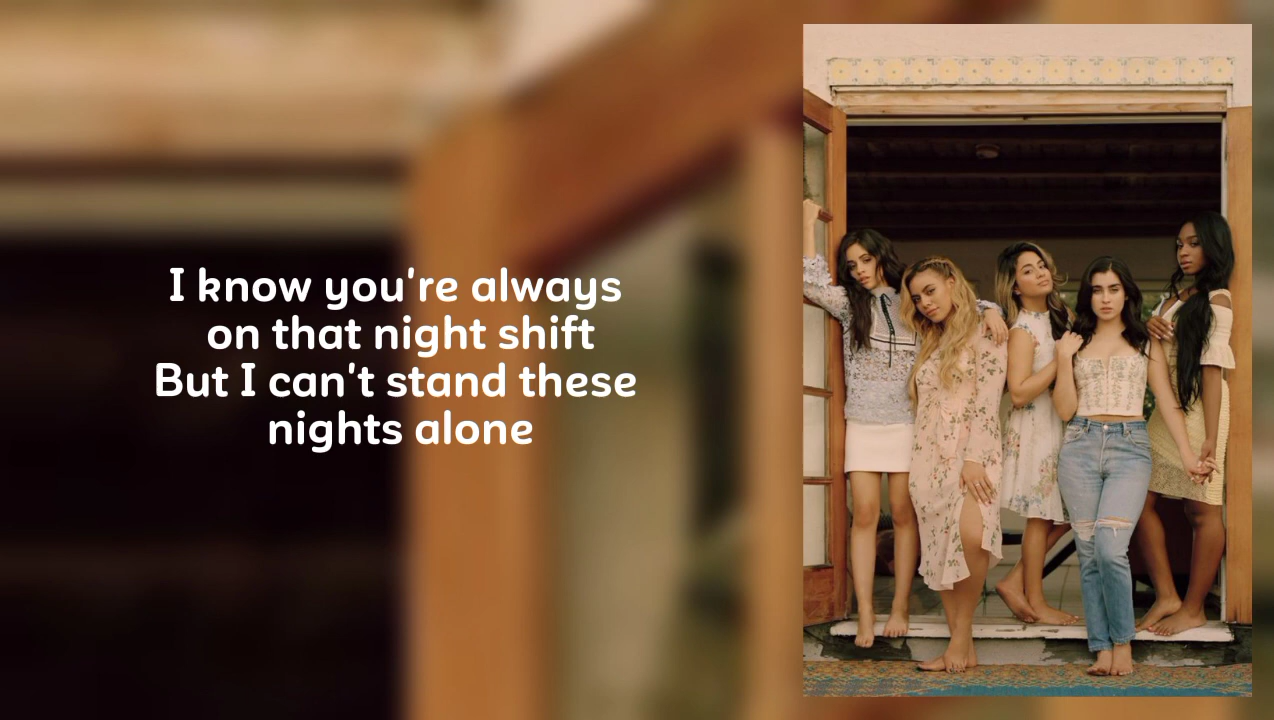 I know you're always
on that night shift
But I can't stand these
nights alone